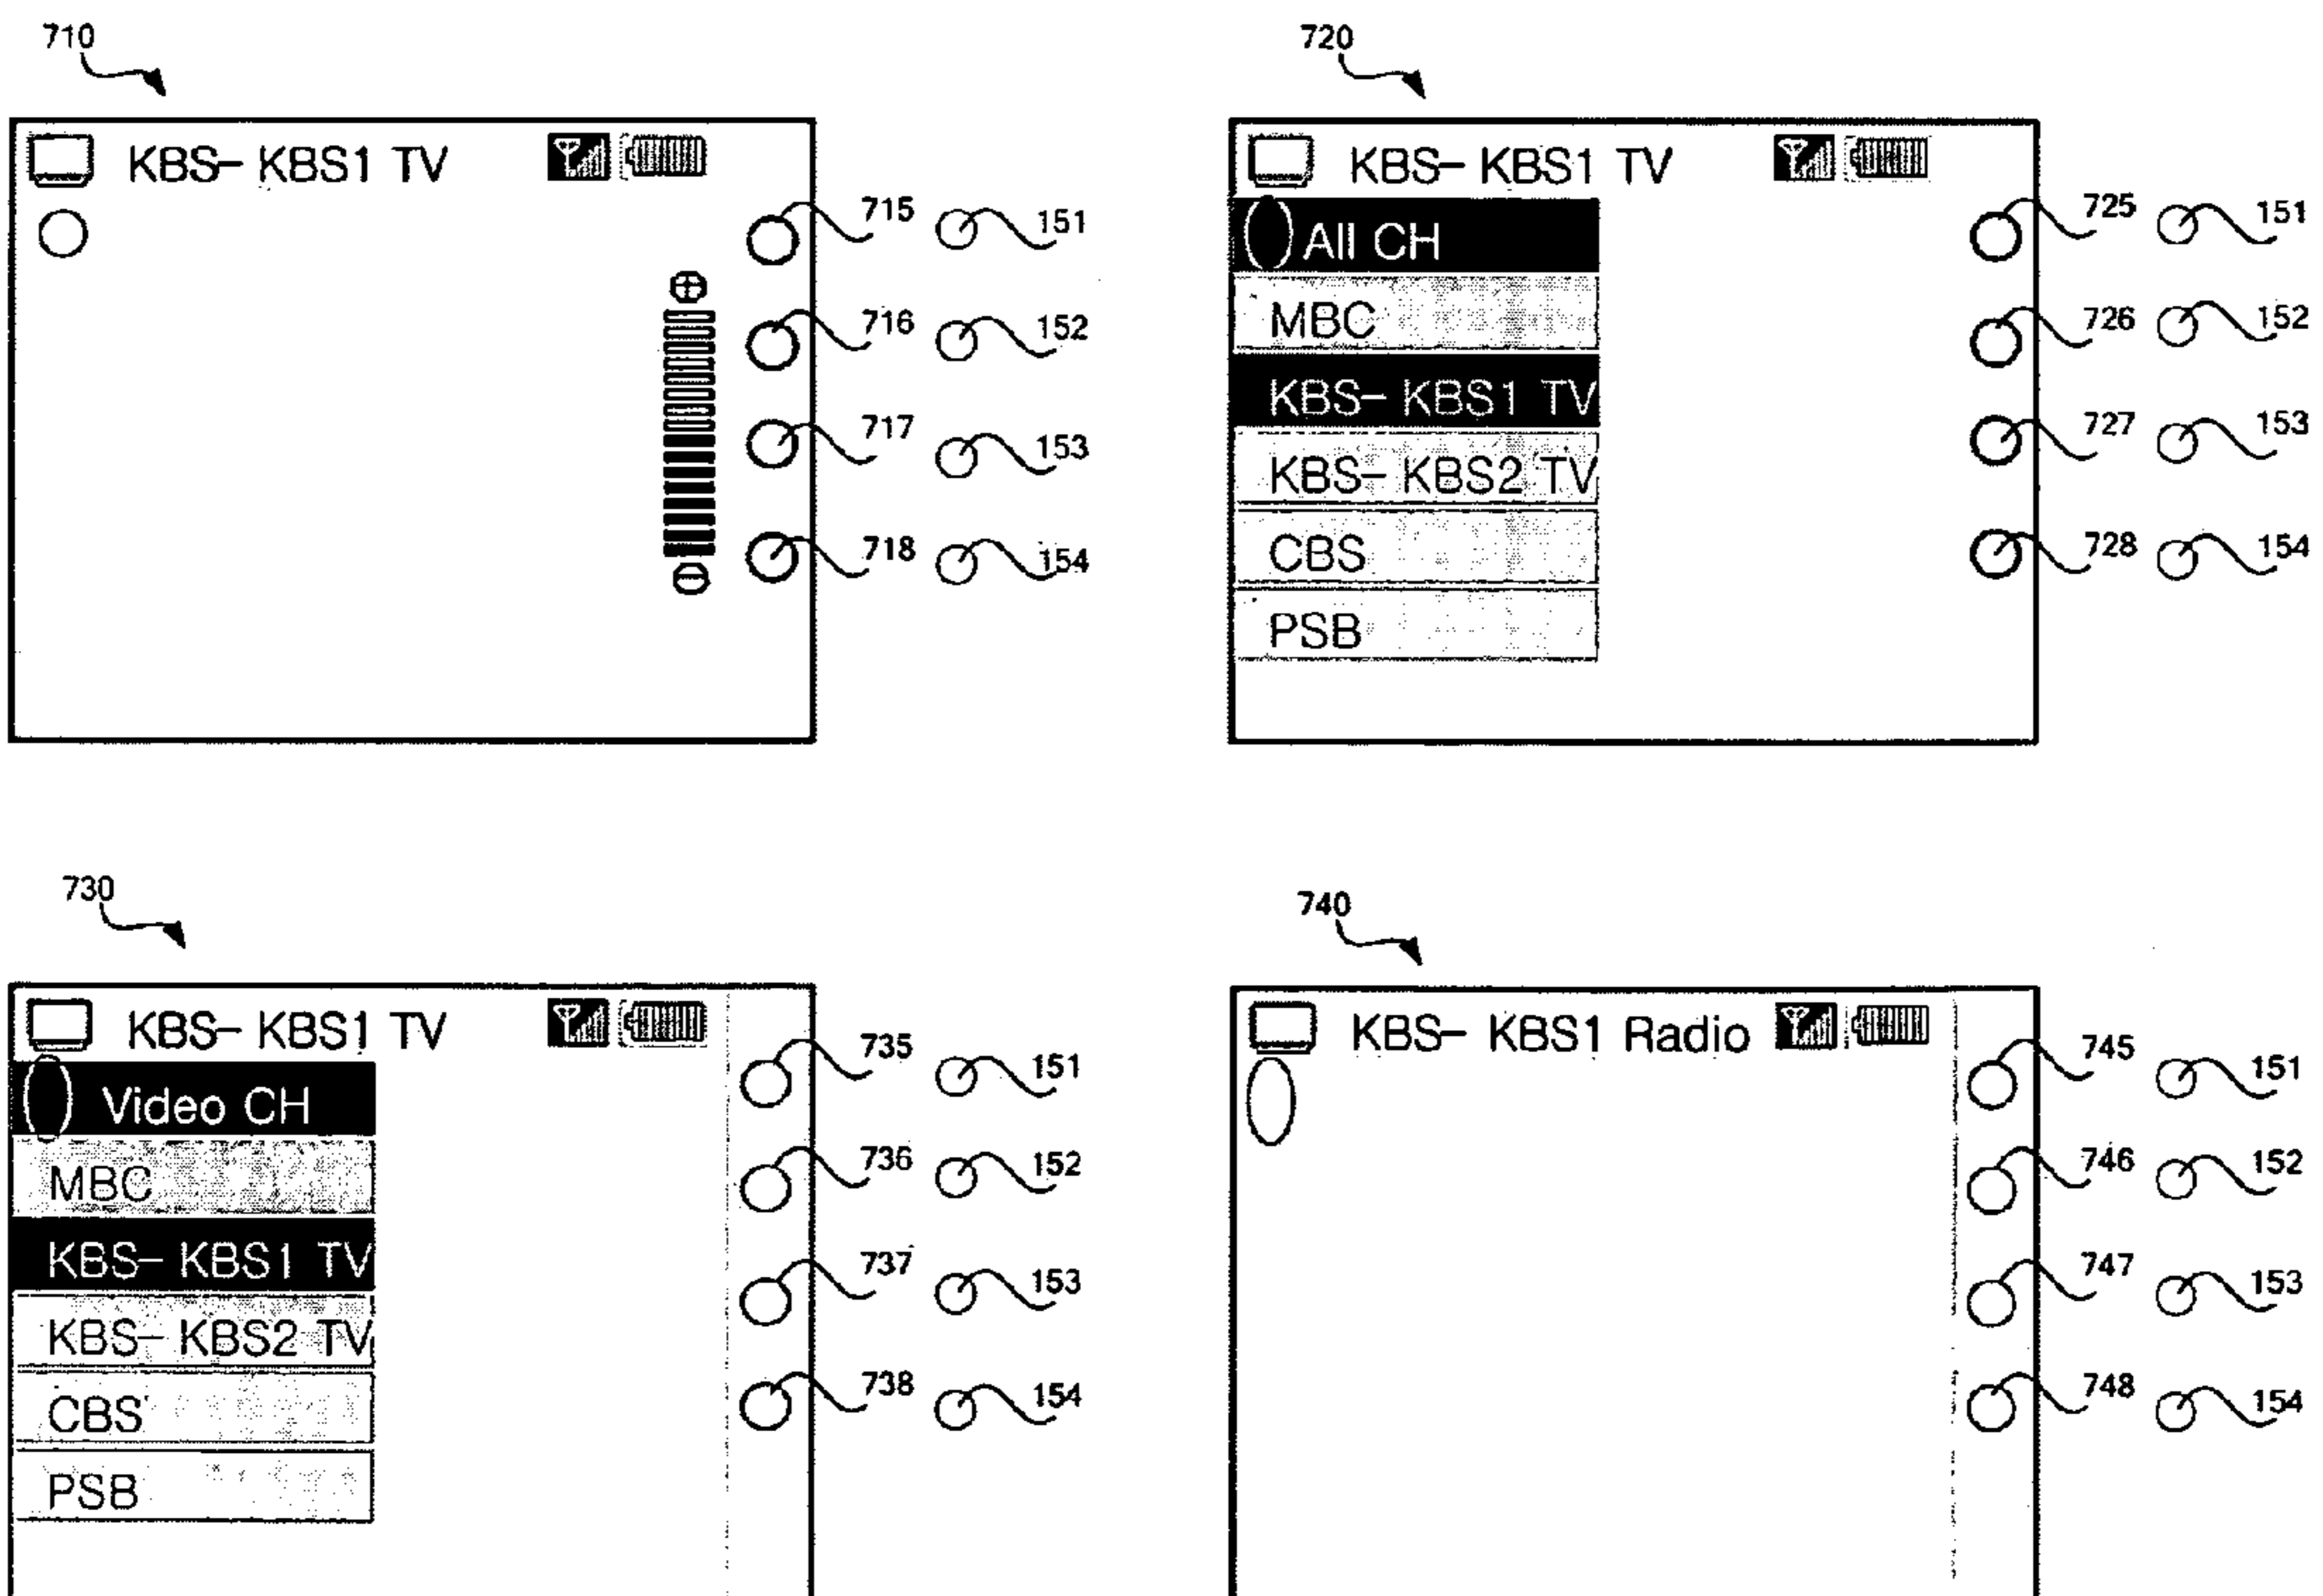 710
KBS- KBS1 TV
715
151
716
152
717
153
718
154
720
KBS- KBS1 TV
All CH
MBC
KBS- KBS1 TV
KBS- KBS2 TV
CBS
PSB
725
151
726
152
727
153
728
154
730
KBS- KBS1 TV
Video CH
MBC
KBS- KBS1 TV
KBS- KBS2 TV
CBS
PSB
735
151
736
152
737
153
738
154
740
KBS- KBS1 Radio
745
151
746
152
747
153
748
154